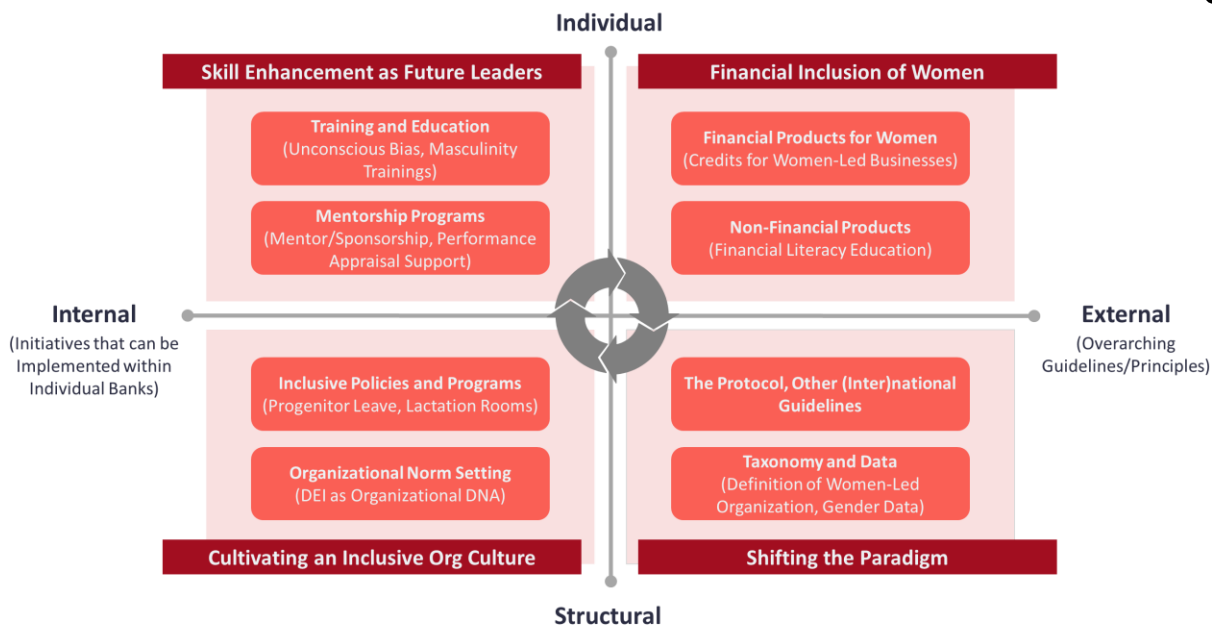 Individual
Skill Enhancement as Future Leaders
Training and Education
(Unconscious Bias, Masculinity
Trainings)
Mentorship Programs
(Mentor/Sponsorship, Performance
Appraisal Support)
Financial Inclusion of Women
Financial Products for Women
(Credits for Women-Led Businesses)
Non-Financial Products
(Financial Literacy Education)
Internal
(Initiatives that can be
Implemented within
Individual Banks)
External
(Overarching
Guidelines/Principles)
Inclusive Policies and Programs
(Progenitor Leave, Lactation Rooms)
Organizational Norm Setting
(DEI as Organizational DNA)
Cultivating an Inclusive Org Culture
The Protocol, Other (Inter)national
Guidelines
Taxonomy and Data
(Definition of Women-Led
Organization, Gender Data)
Shifting the Paradigm
Structural